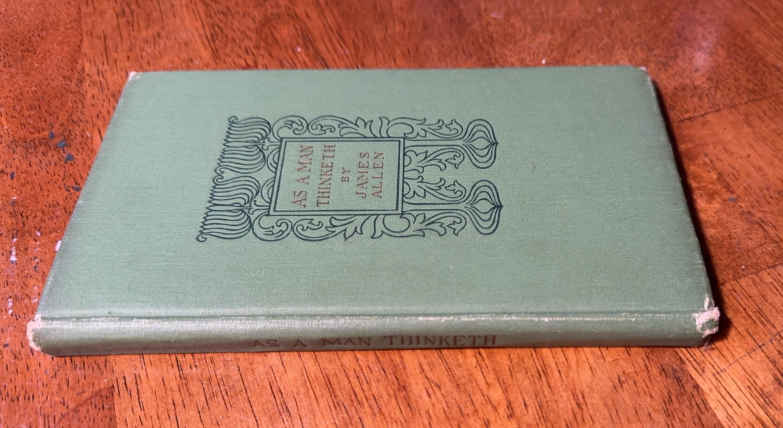 AS A MAN
THINKETH
BY
JAMES
ALLEN
AS A MAN THINKETH